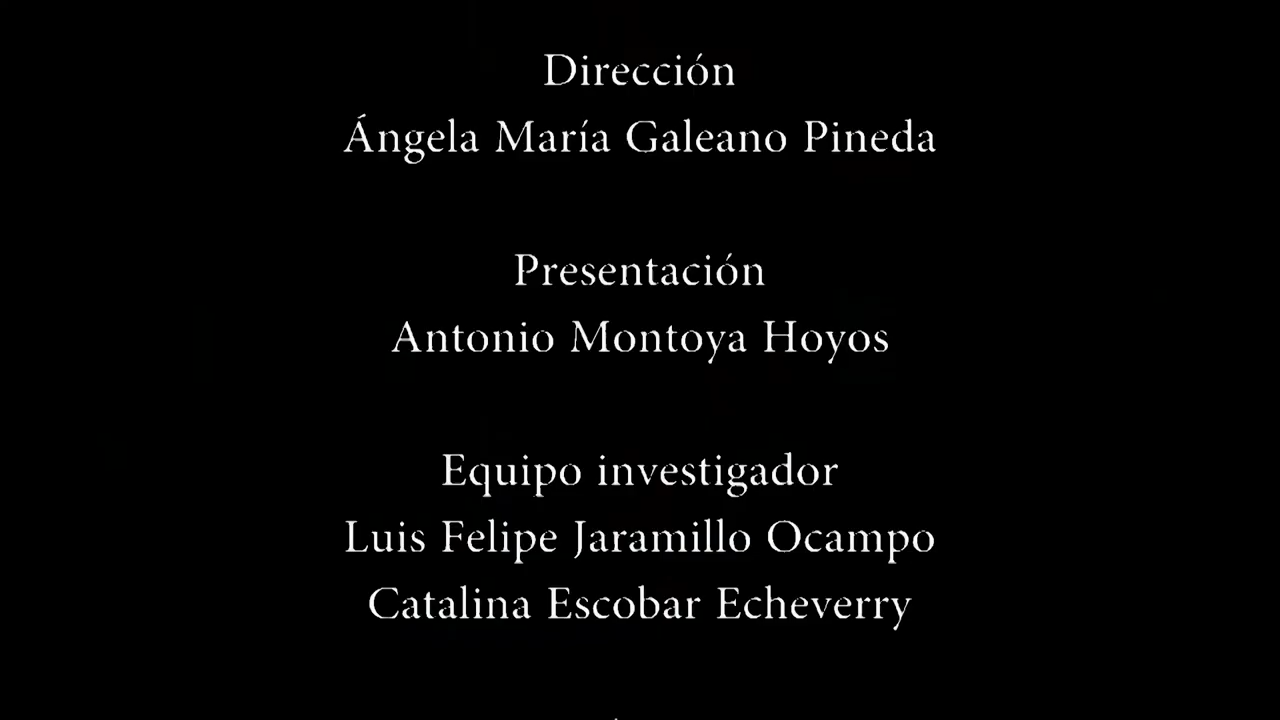 Dirección
Ángela María Galeano Pineda
Presentación
Antonio Montoya Hoyos
Equipo investigador
Luis Felipe Jaramillo Ocampo
Catalina Escobar Echeverry